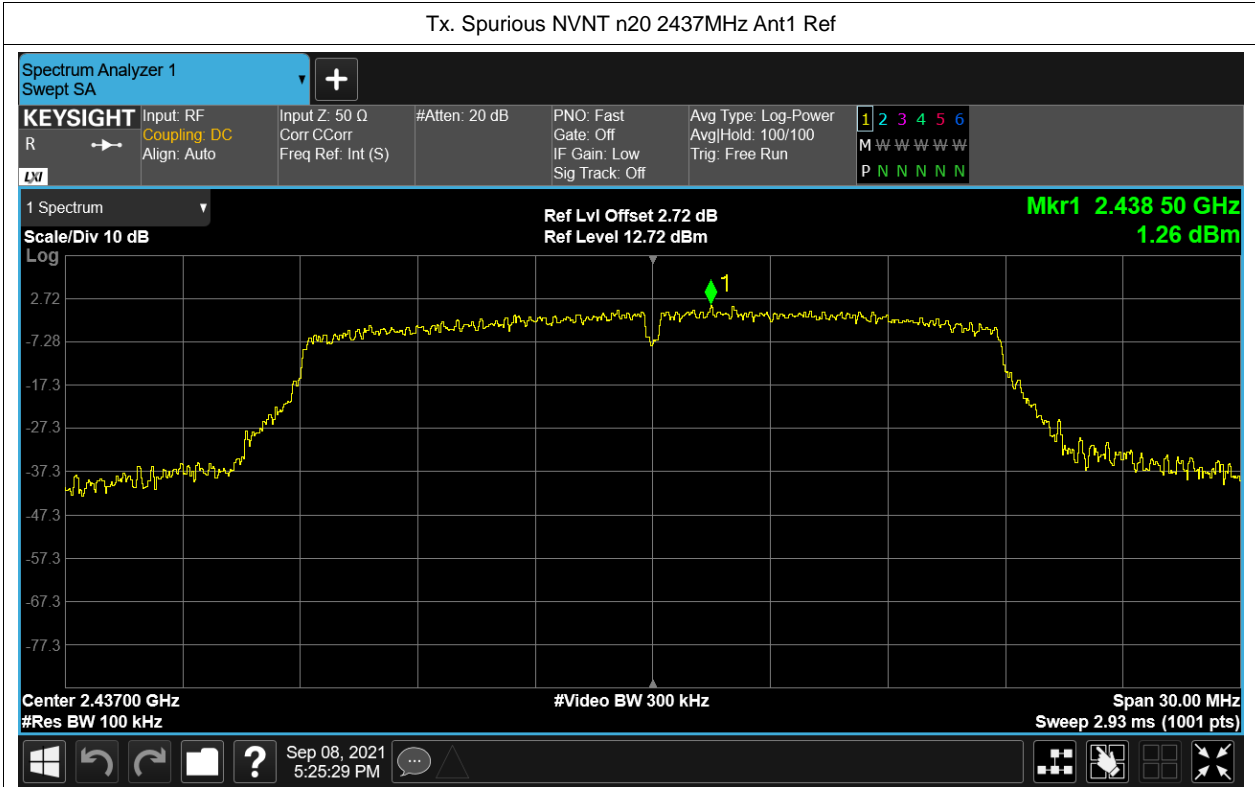 Tx. Spurious NVNT n20 2437MHz Ant1 Ref
Spectrum Analyzer 1
Swept SA
KEYSIGHT
R
LXI
Input: RF
Coupling: DC
Align: Auto
Input Z: 50 Ω
Corr CCorr
Freq Ref: Int (S)
#Atten: 20 dB
PNO: Fast
Gate: Off
IF Gain: Low
Sig Track: Off
Avg Type: Log-Power
Avg|Hold: 100/100
Trig: Free Run
1 2 3 4 5 6
M W W W W W
P N N N N N
1 Spectrum
Scale/Div 10 dB
Ref Lvl Offset 2.72 dB
Ref Level 12.72 dBm
Mkr1 2.438 50 GHz
1.26 dBm
Log
1
2.72
-7.28
-17.3
-27.3
-37.3
-47.3
-57.3
-67.3
-77.3
Center 2.43700 GHz
#Res BW 100 kHz
#Video BW 300 kHz
Span 30.00 MHz
Sweep 2.93 ms (1001 pts)
?
Sep 08, 2021
5:25:29 PM